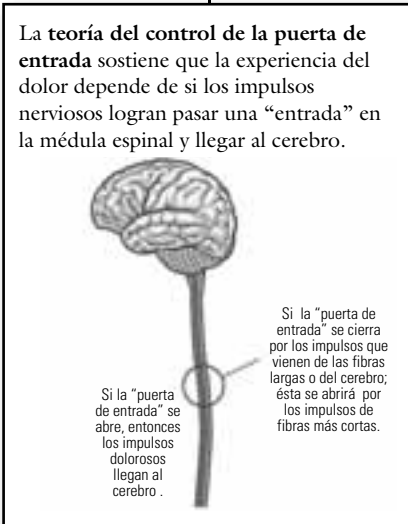 La teoría del control de la puerta de
entrada sostiene que la experiencia del
dolor depende de si los impulsos
nerviosos logran pasar una “entrada” en
la médula espinal y llegar al cerebro.
Si la “puerta
de entrada” se
abre, entonces
los impulsos
dolorosos
llegan al
cerebro .
Si la “puerta de
entrada” se cierra
por los impulsos que
vienen de las fibras
largas o del cerebro;
ésta se abrirá por
los impulsos de
fibras más cortas.